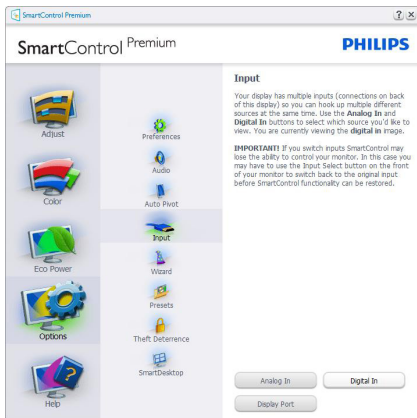 SmartControl Premium
SmartControl Premium
PHILIPS
Adjust
Color
Eco Power
Options
Help
Preferences
Audio
Auto Pivot
Input
Wizard
Presets
Theft Deterrence
SmartDesktop
Input
Your display has multiple inputs (connections on back
of this display) so you can hook up multiple different
sources at the same time. Use the Analog In and
Digital In buttons to select which source you'd like to
view. You are currently viewing the digital in image.
IMPORTANT! If you switch inputs SmartControl may
lose the ability to control your monitor. In this case you
may have to use the Input Select button on the front
of your monitor to switch back to the original input
before SmartControl functionality can be restored.
Analog In
Digital In
Display Port